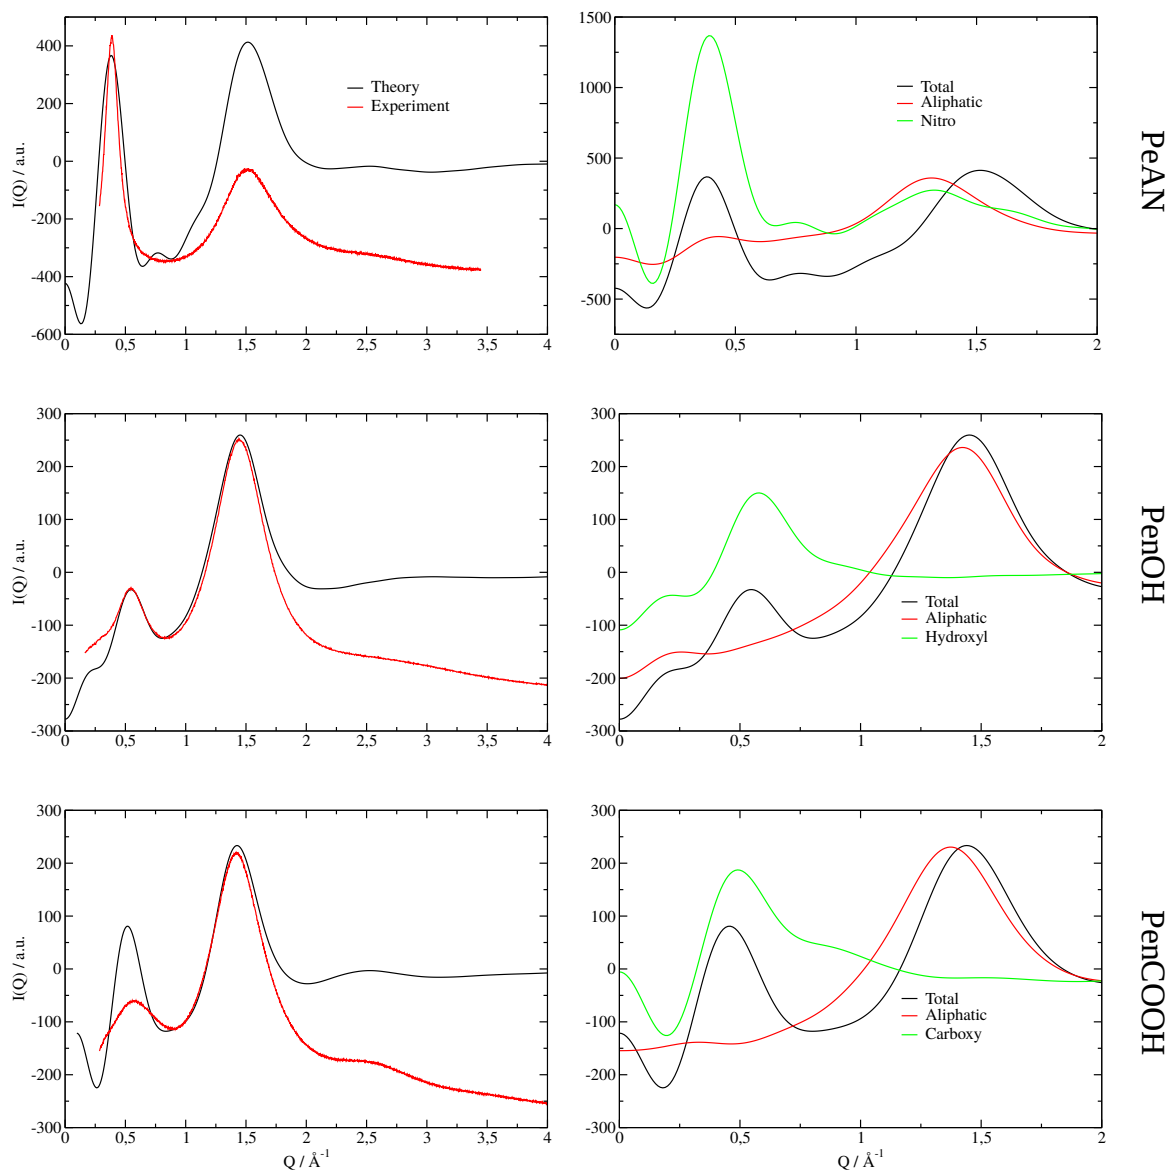 400
200
0
-200
-400
-600
I(Q) / a.u.
Theory
Experiment
0 0,5 1 1,5 2 2,5 3 3,5 4
1500
1000
500
0
-500
Total
Aliphatic
Nitro
0 0,5 1 1,5 2
PeAN
300
200
100
0
-100
-200
-300
I(Q) / a.u.
0 0,5 1 1,5 2 2,5 3 3,5 4
300
200
100
0
-100
-200
-300
Total
Aliphatic
Hydroxyl
0 0,5 1 1,5 2
PenOH
300
200
100
0
-100
-200
-300
I(Q) / a.u.
0 0,5 1 1,5 2 2,5 3 3,5 4
Q / Å-1
300
200
100
0
-100
-200
-300
Total
Aliphatic
Carboxy
0 0,5 1 1,5 2
Q / Å-1
PenCOOH